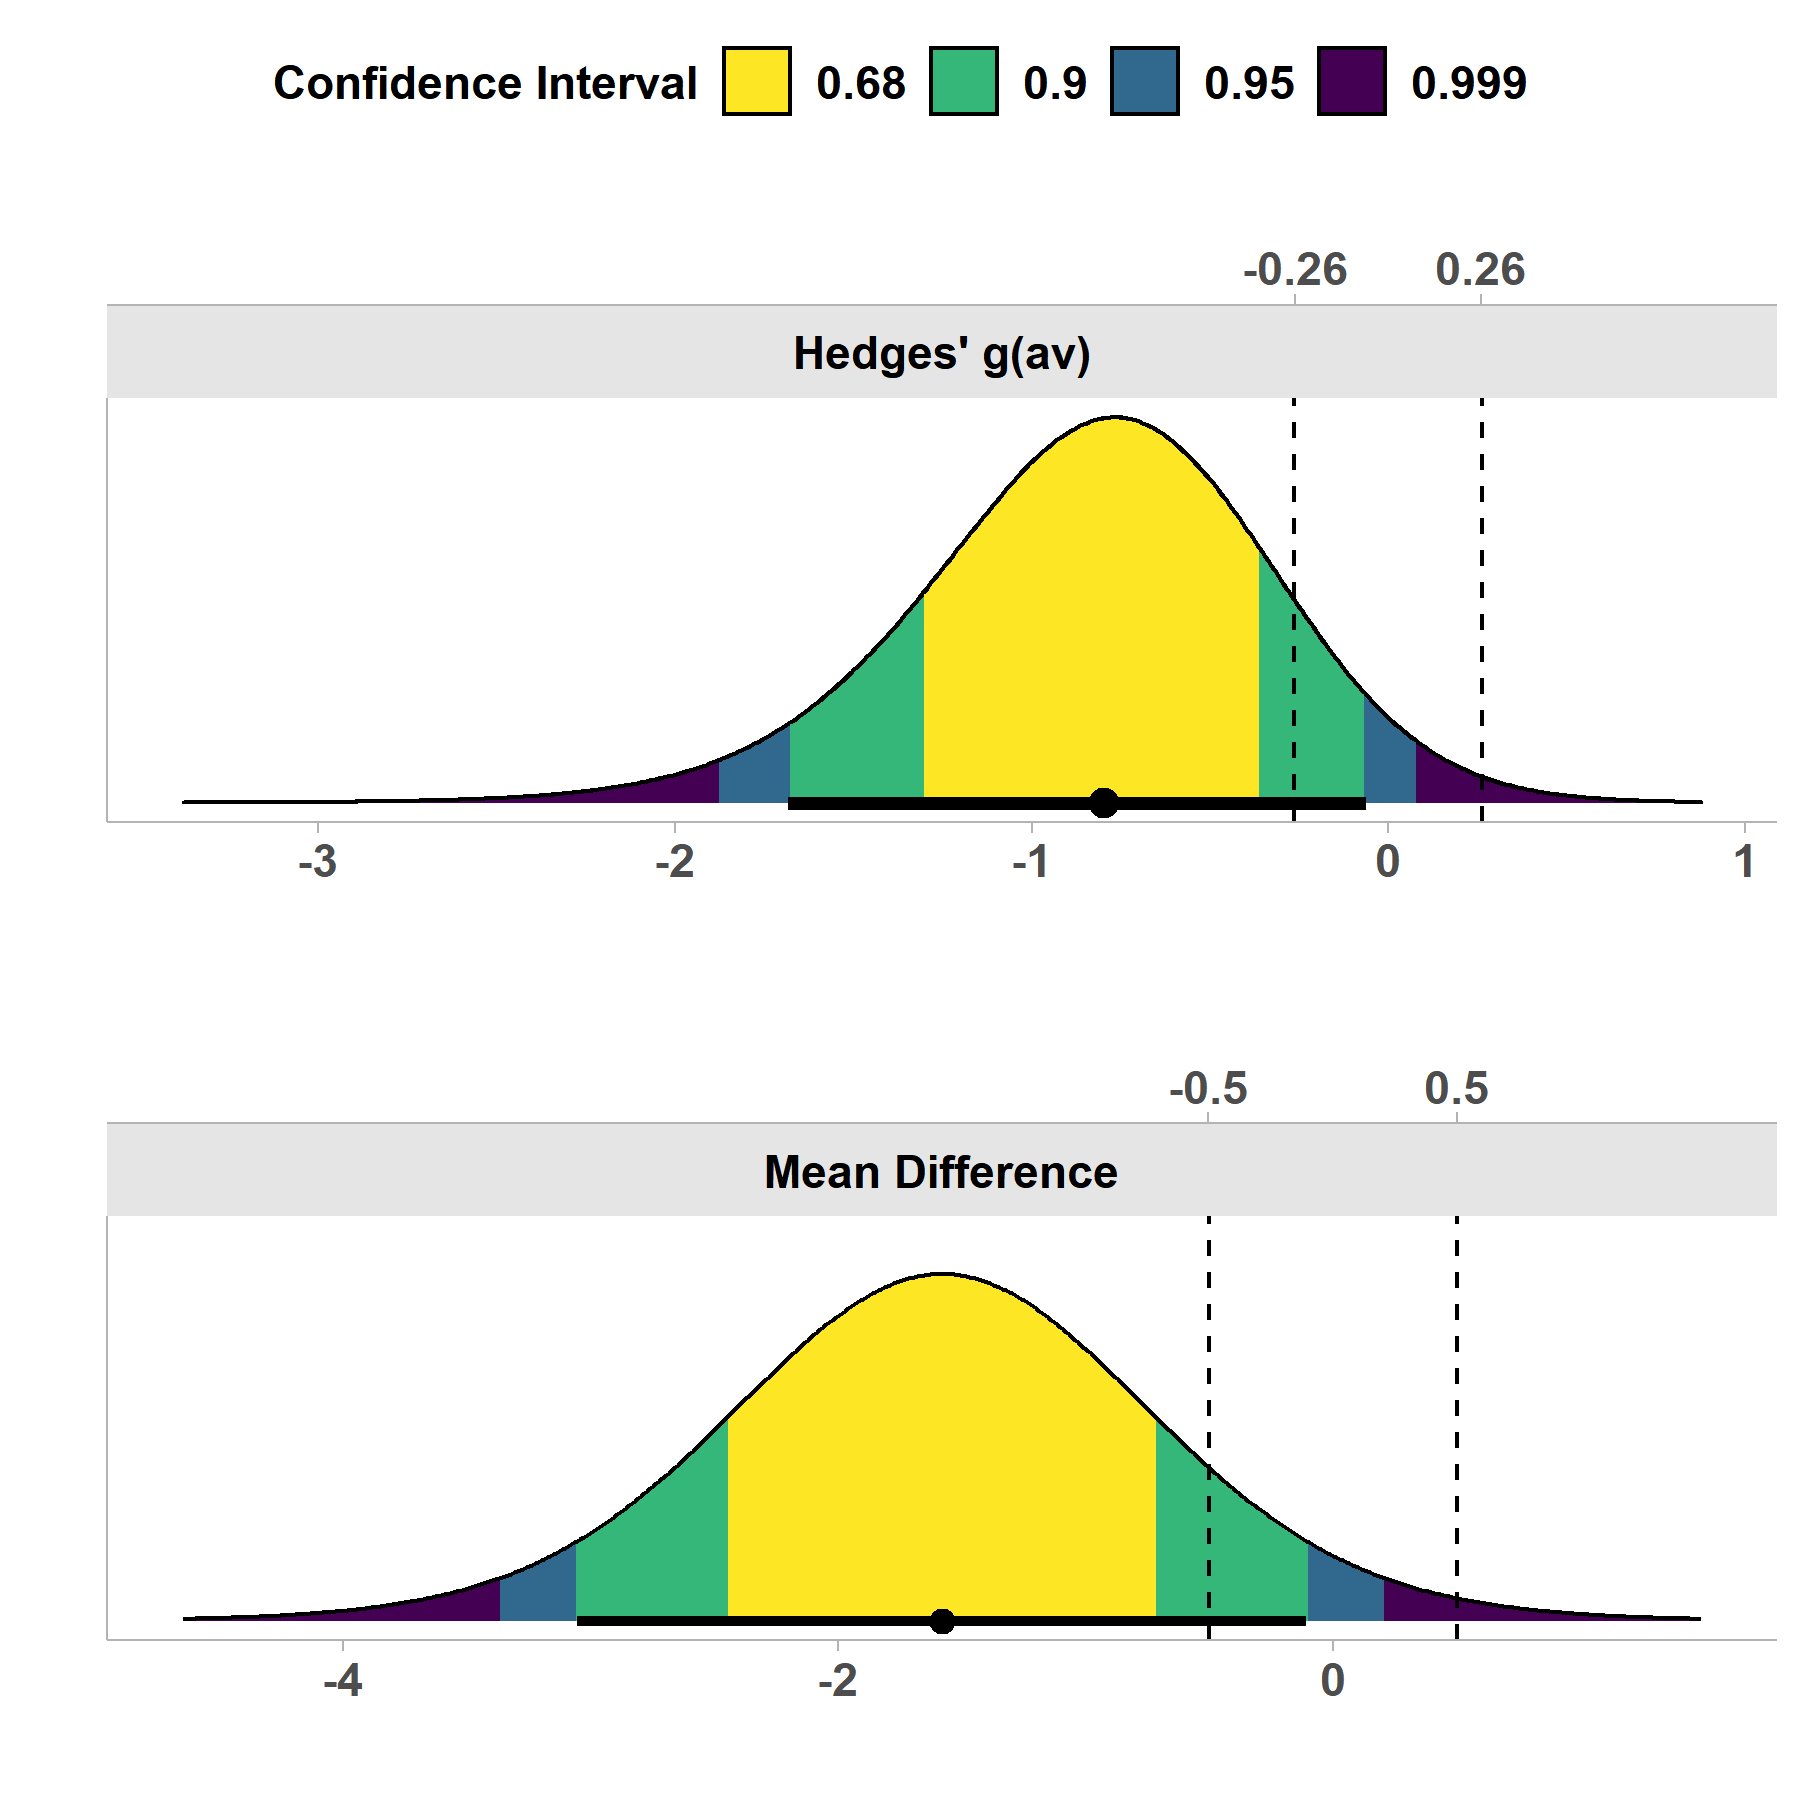 Confidence Interval 0.68 0.9 0.95 0.999
-0.26 0.26
Hedges' g(av)
-3 -2 -1 0 1
-0.5 0.5
Mean Difference
-4 -2 0